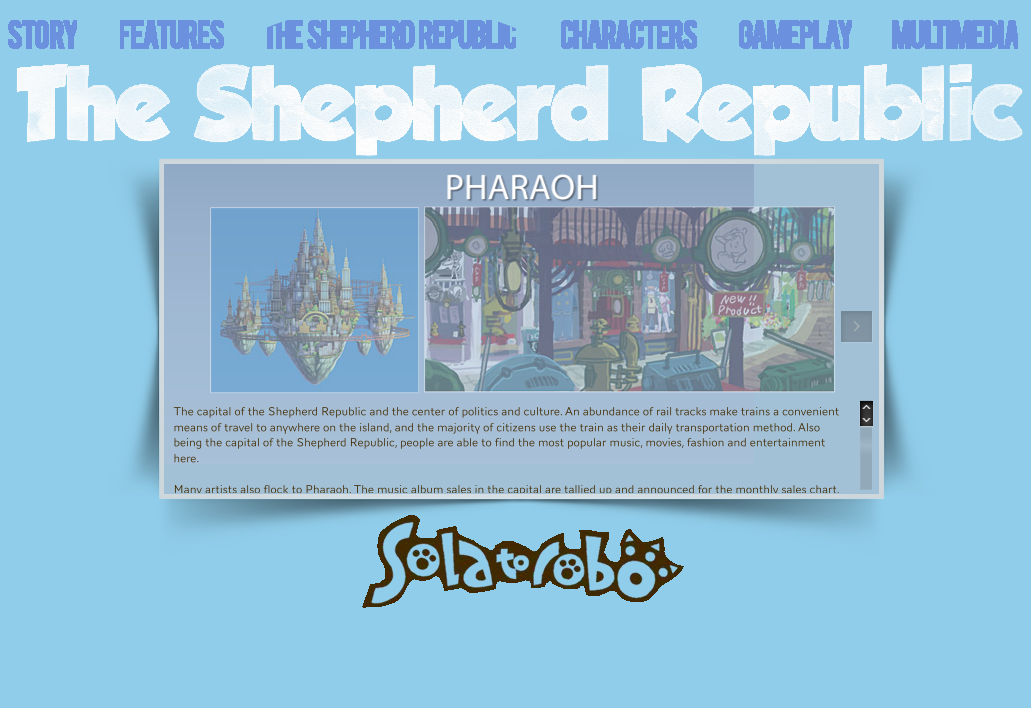 STORY FEATURES THE SHEPHERD REPUBLIC CHARACTERS GAMEPLAY MULTIMEDIA
The Shepherd Republic
PHARAOH
New!!
Product
The capital of the Shepherd Republic and the center of politics and culture. An abundance of rail tracks make trains a convenient
means of travel to anywhere on the island, and the majority of citizens use the train as their daily transportation method. Also
being the capital of the Shepherd Republic, people are able to find the most popular music, movies, fashion and entertainment
here.
Many artists also flock to Pharaoh. The music album sales in the capital are tallied up and announced for the monthly sales chart.
Solatorobo